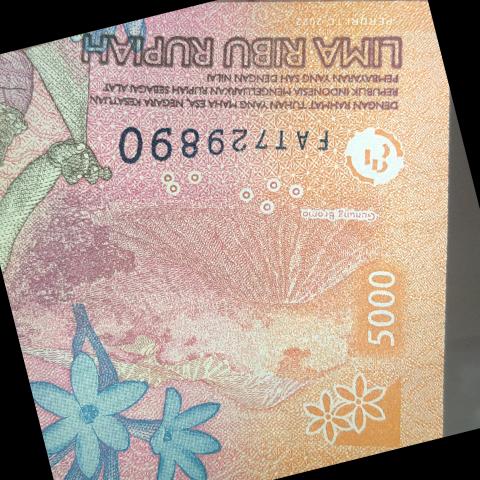 PERURI TC 2022
LIMA RIBU RUPIAH
DENGAN RAHMAT TUHAN YANG MAHA ESA, NEGARA KESATUAN
REPUBLIK INDONESIA MENGELUARKAN RUPIAH SEBAGAI ALAT
PEMBAYARAN YANG SAH DENGAN NILAI
FAT729890
Gunung Bromo
5000